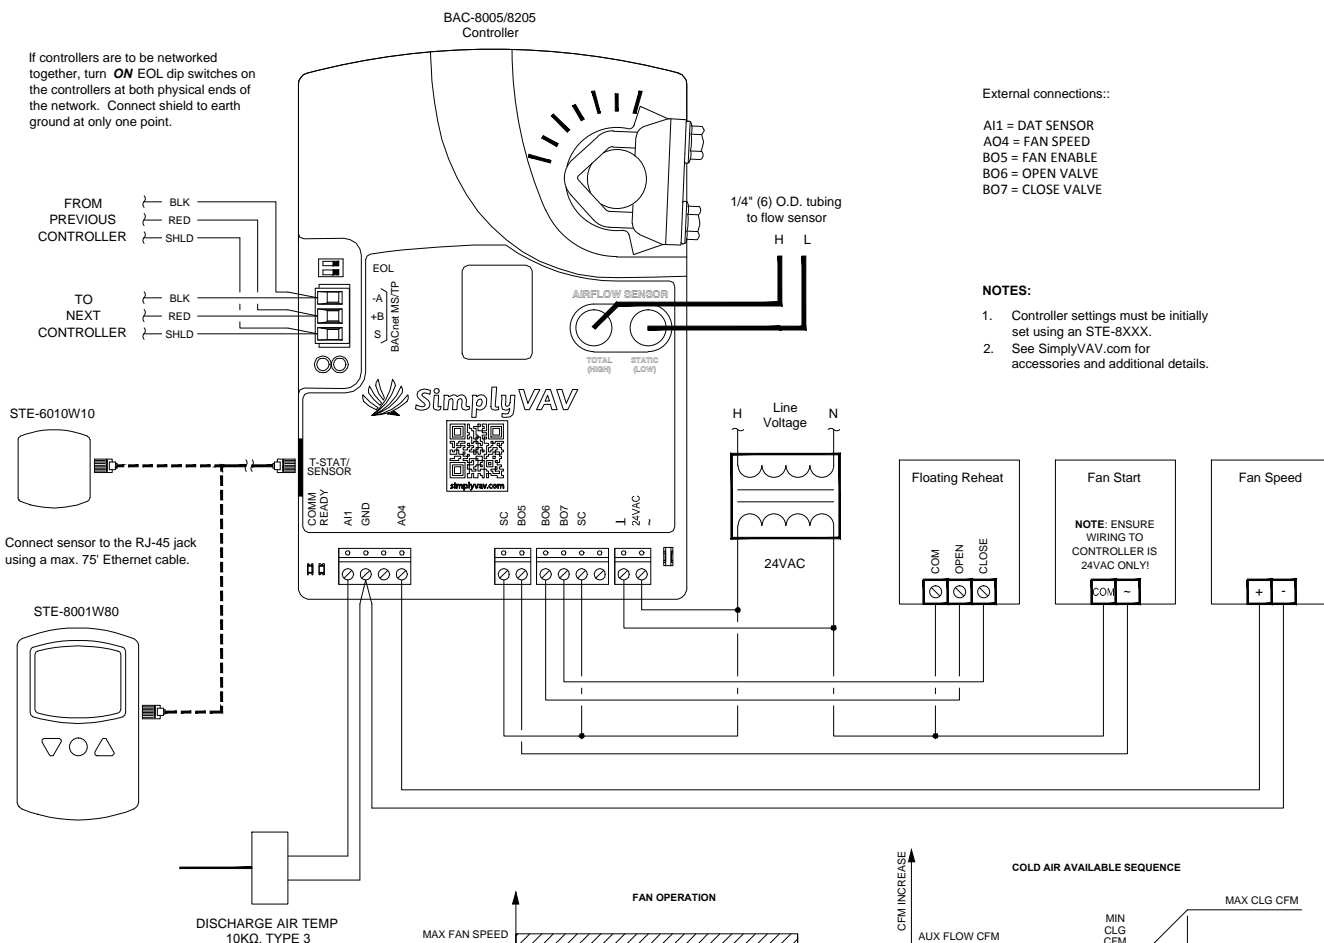 BAC-8005/8205
Controller
If controllers are to be networked
together, turn ON EOL dip switches on
the controllers at both physical ends of
the network. Connect shield to earth
ground at only one point.
External connections::
AI1 = DAT SENSOR
AO4 = FAN SPEED
BO5 = FAN ENABLE
BO6 = OPEN VALVE
BO7 = CLOSE VALVE
FROM
PREVIOUS
CONTROLLER
BLK
RED
SHLD
TO
NEXT
CONTROLLER
BLK
RED
SHLD
EOL
-A
+B
S
BACnet MS/TP
1/4" (6) O.D. tubing
to flow sensor
H L
AIRFLOW SENSOR
TOTAL
(HIGH)
STATIC
(LOW)
NOTES:
1. Controller settings must be initially
set using an STE-8XXX.
2. See SimplyVAV.com for
accessories and additional details.
SimplyVAV
simplyvav.com
STE-6010W10
T-STAT/
SENSOR
Connect sensor to the RJ-45 jack
using a max. 75' Ethernet cable.
STE-8001W80
COMM
READY
AI1
GND
AO4
SC
BO5
BO6
BO7
SC
⊥
24VAC
~
H
Line
Voltage
N
24VAC
Floating Reheat
COM
OPEN
CLOSE
Fan Start
NOTE: ENSURE
WIRING TO
CONTROLLER IS
24VAC ONLY!
COM ~
Fan Speed
+ -
DISCHARGE AIR TEMP
10KΩ, TYPE 3
FAN OPERATION
MAX FAN SPEED
COLD AIR AVAILABLE SEQUENCE
CFM INCREASE
AUX FLOW CFM
MIN
CLG
CFM
MAX CLG CFM